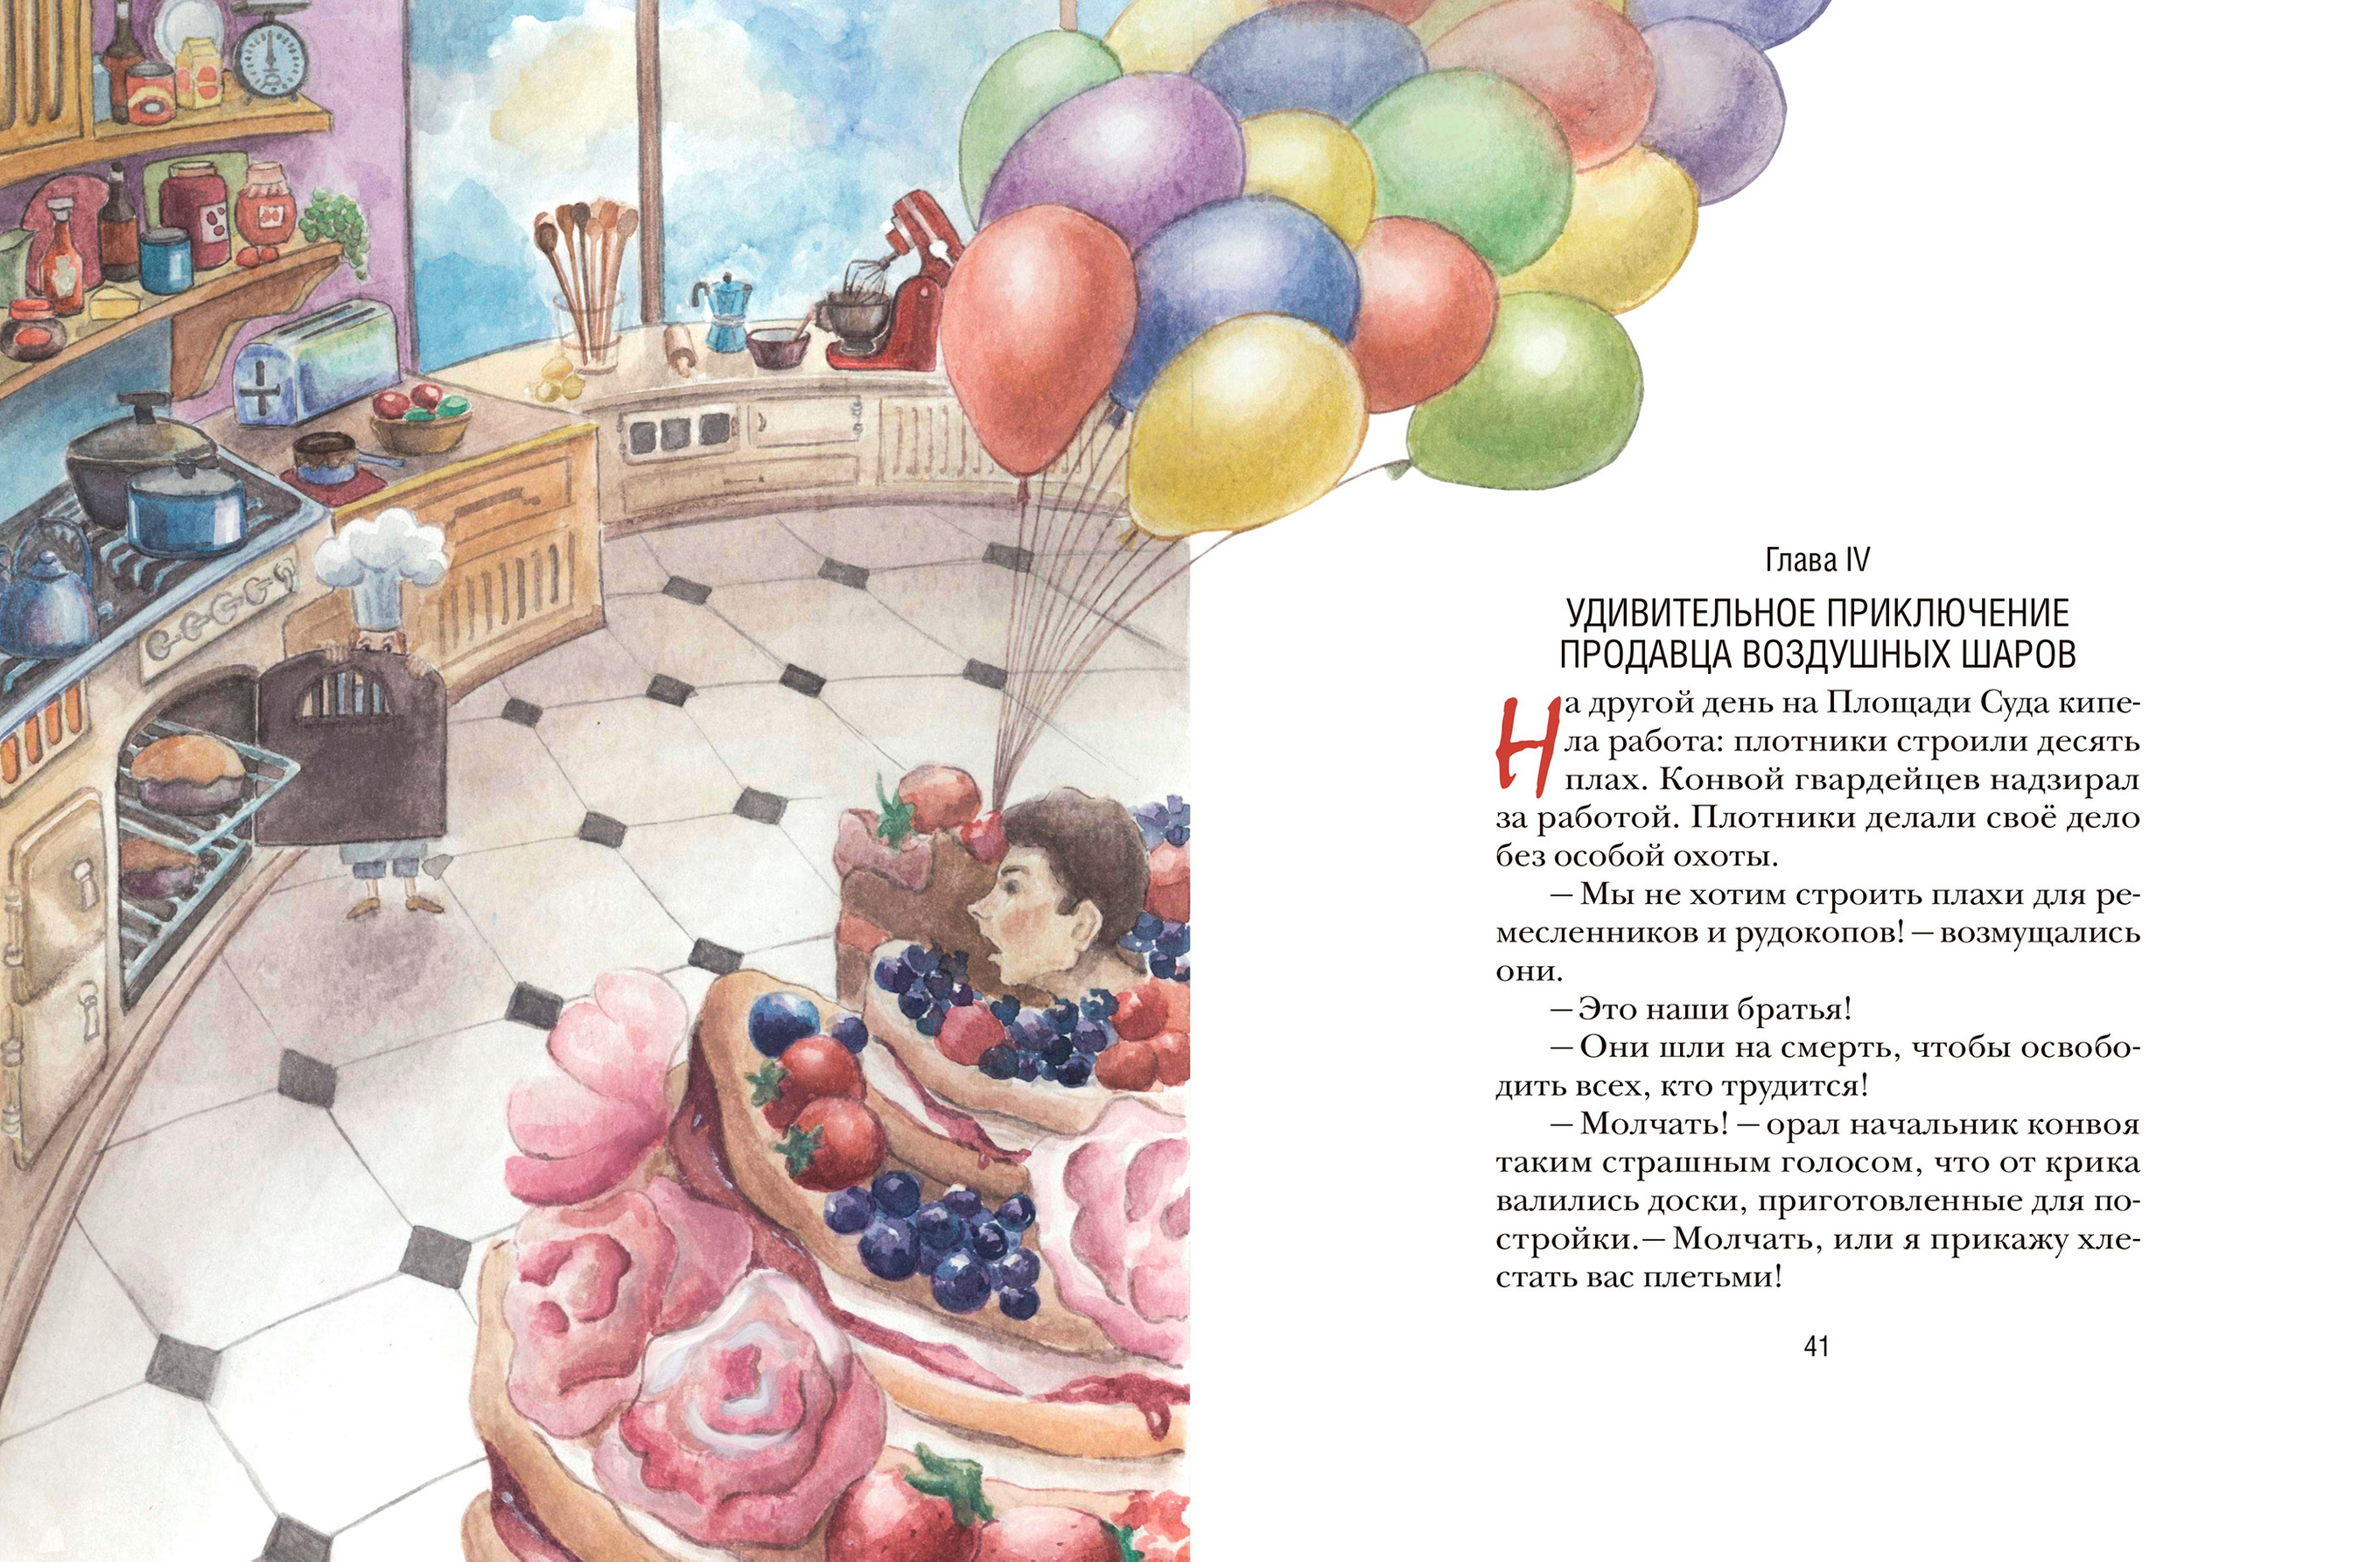 Глава IV
УДИВИТЕЛЬНОЕ ПРИКЛЮЧЕНИЕ
ПРОДАВЦА ВОЗДУШНЫХ ШАРОВ
На другой день на Площади Суда кипе-
ла работа: плотники строили десять
плах. Конвой гвардейцев надзирал
за работой. Плотники делали своё дело
без особой охоты.
— Мы не хотим строить плахи для ре-
месленников и рудокопов! — возмущались
они.
— Это наши братья!
— Они шли на смерть, чтобы освобо-
дить всех, кто трудится!
— Молчать! — орал начальник конвоя
таким страшным голосом, что от крика
валились доски, приготовленные для по-
стройки.— Молчать, или я прикажу хле-
стать вас плетьми!
41